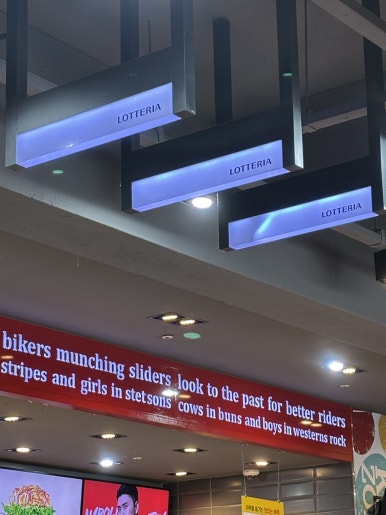 LOTTERIA
LOTTERIA
LOTTERIA
bikers munching sliders look to the past for better riders
stripes and girls in stetsons cows in buns and boys in westerns rock